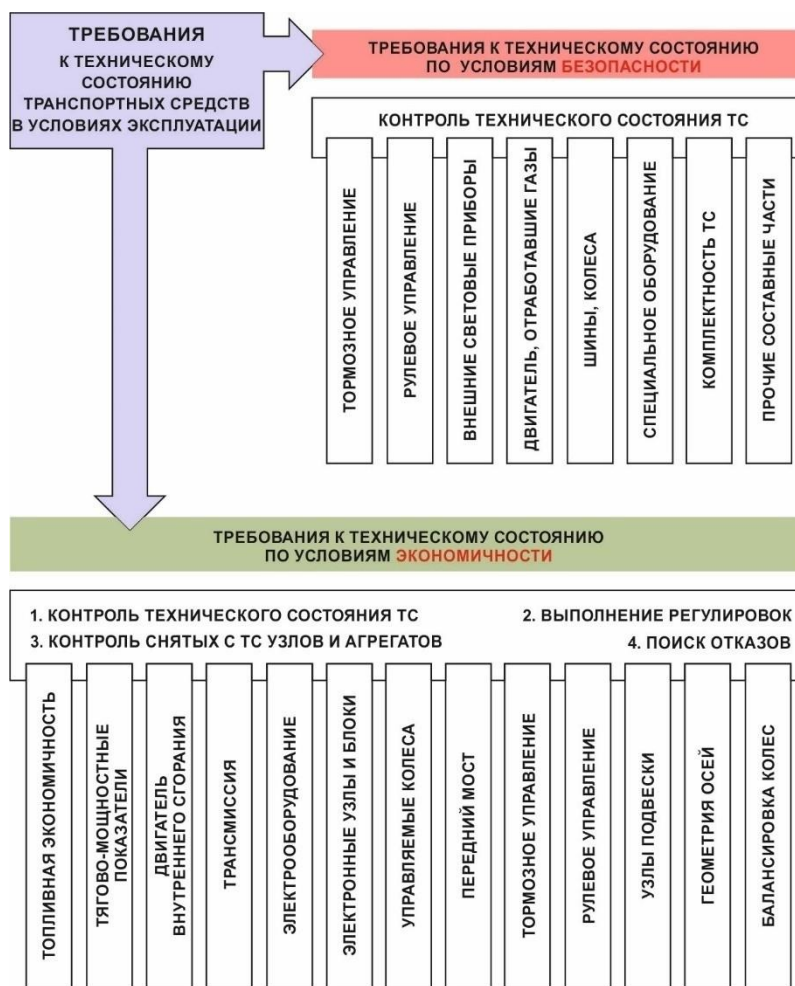 ТРЕБОВАНИЯ
К ТЕХНИЧЕСКОМУ
СОСТОЯНИЮ
ТРАНСПОРТНЫХ СРЕДСТВ
В УСЛОВИЯХ ЭКСПЛУАТАЦИИ
ТРЕБОВАНИЯ К ТЕХНИЧЕСКОМУ СОСТОЯНИЮ
ПО УСЛОВИЯМ БЕЗОПАСНОСТИ
КОНТРОЛЬ ТЕХНИЧЕСКОГО СОСТОЯНИЯ ТС
ТОРМОЗНОЕ УПРАВЛЕНИЕ
РУЛЕВОЕ УПРАВЛЕНИЕ
ВНЕШНИЕ СВЕТОВЫЕ ПРИБОРЫ
ДВИГАТЕЛЬ, ОТРАБОТАВШИЕ ГАЗЫ
ШИНЫ, КОЛЕСА
СПЕЦИАЛЬНОЕ ОБОРУДОВАНИЕ
КОМПЛЕКТНОСТЬ ТС
ПРОЧИЕ СОСТАВНЫЕ ЧАСТИ
ТРЕБОВАНИЯ К ТЕХНИЧЕСКОМУ СОСТОЯНИЮ
ПО УСЛОВИЯМ ЭКОНОМИЧНОСТИ
1. КОНТРОЛЬ ТЕХНИЧЕСКОГО СОСТОЯНИЯ ТС
2. ВЫПОЛНЕНИЕ РЕГУЛИРОВОК
3. КОНТРОЛЬ СНЯТЫХ С ТС УЗЛОВ И АГРЕГАТОВ
4. ПОИСК ОТКАЗОВ
ТОПЛИВНАЯ ЭКОНОМИЧНОСТЬ
ТЯГОВО-МОЩНОСТНЫЕ
ПОКАЗАТЕЛИ
ДВИГАТЕЛЬ
ВНУТРЕННЕГО СГОРАНИЯ
ТРАНСМИССИЯ
ЭЛЕКТРООБОРУДОВАНИЕ
ЭЛЕКТРОННЫЕ УЗЛЫ И БЛОКИ
УПРАВЛЯЕМЫЕ КОЛЕСА
ПЕРЕДНИЙ МОСТ
ТОРМОЗНОЕ УПРАВЛЕНИЕ
РУЛЕВОЕ УПРАВЛЕНИЕ
УЗЛЫ ПОДВЕСКИ
ГЕОМЕТРИЯ ОСЕЙ
БАЛАНСИРОВКА КОЛЕС